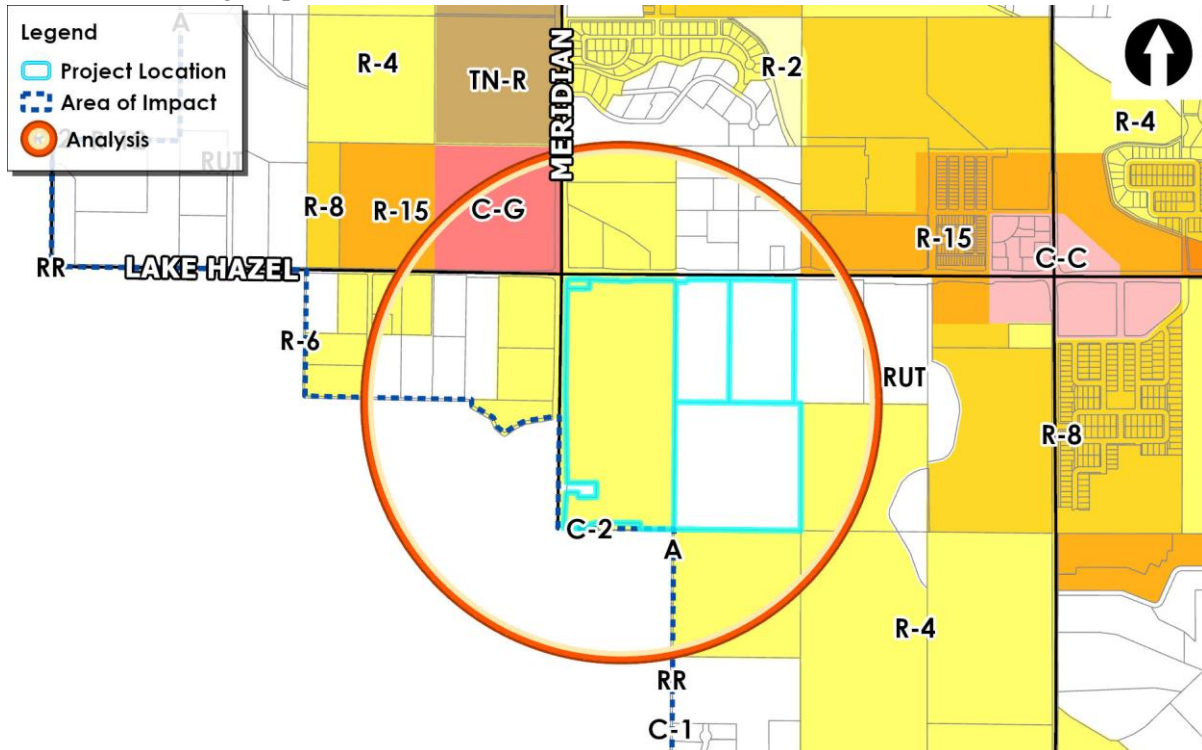 Legend
Project Location
Area of Impact
Analysis
A
RUT
R-4
TN-R
MERIDIAN
R-2
R-4
R-8
R-15
C-G
R-15
C-C
RR
LAKE HAZEL
R-6
RUT
R-8
C-2
A
R-4
RR
C-1